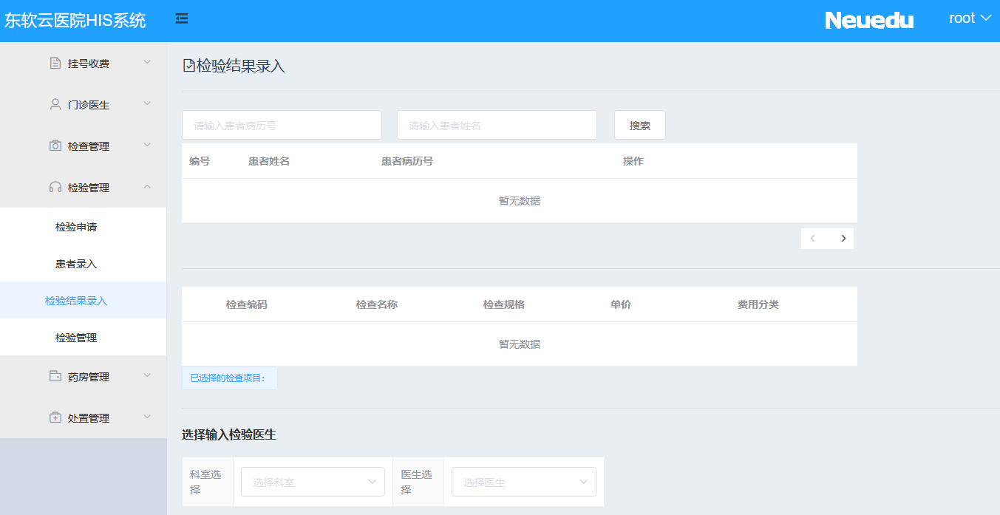 东软云医院HIS系统
Neuedu
root
挂号收费
门诊医生
检查管理
检验管理
检验申请
患者录入
检验结果录入
检验管理
药房管理
处置管理
检验结果录入
请输入患者病历号
请输入患者姓名
搜索
编号 患者姓名 患者病历号 操作
暂无数据
检查编码 检查名称 检查规格 单价 费用分类
暂无数据
已选择的检查项目：
选择输入检验医生
科室选
择
选择科室
医生选
择
选择医生